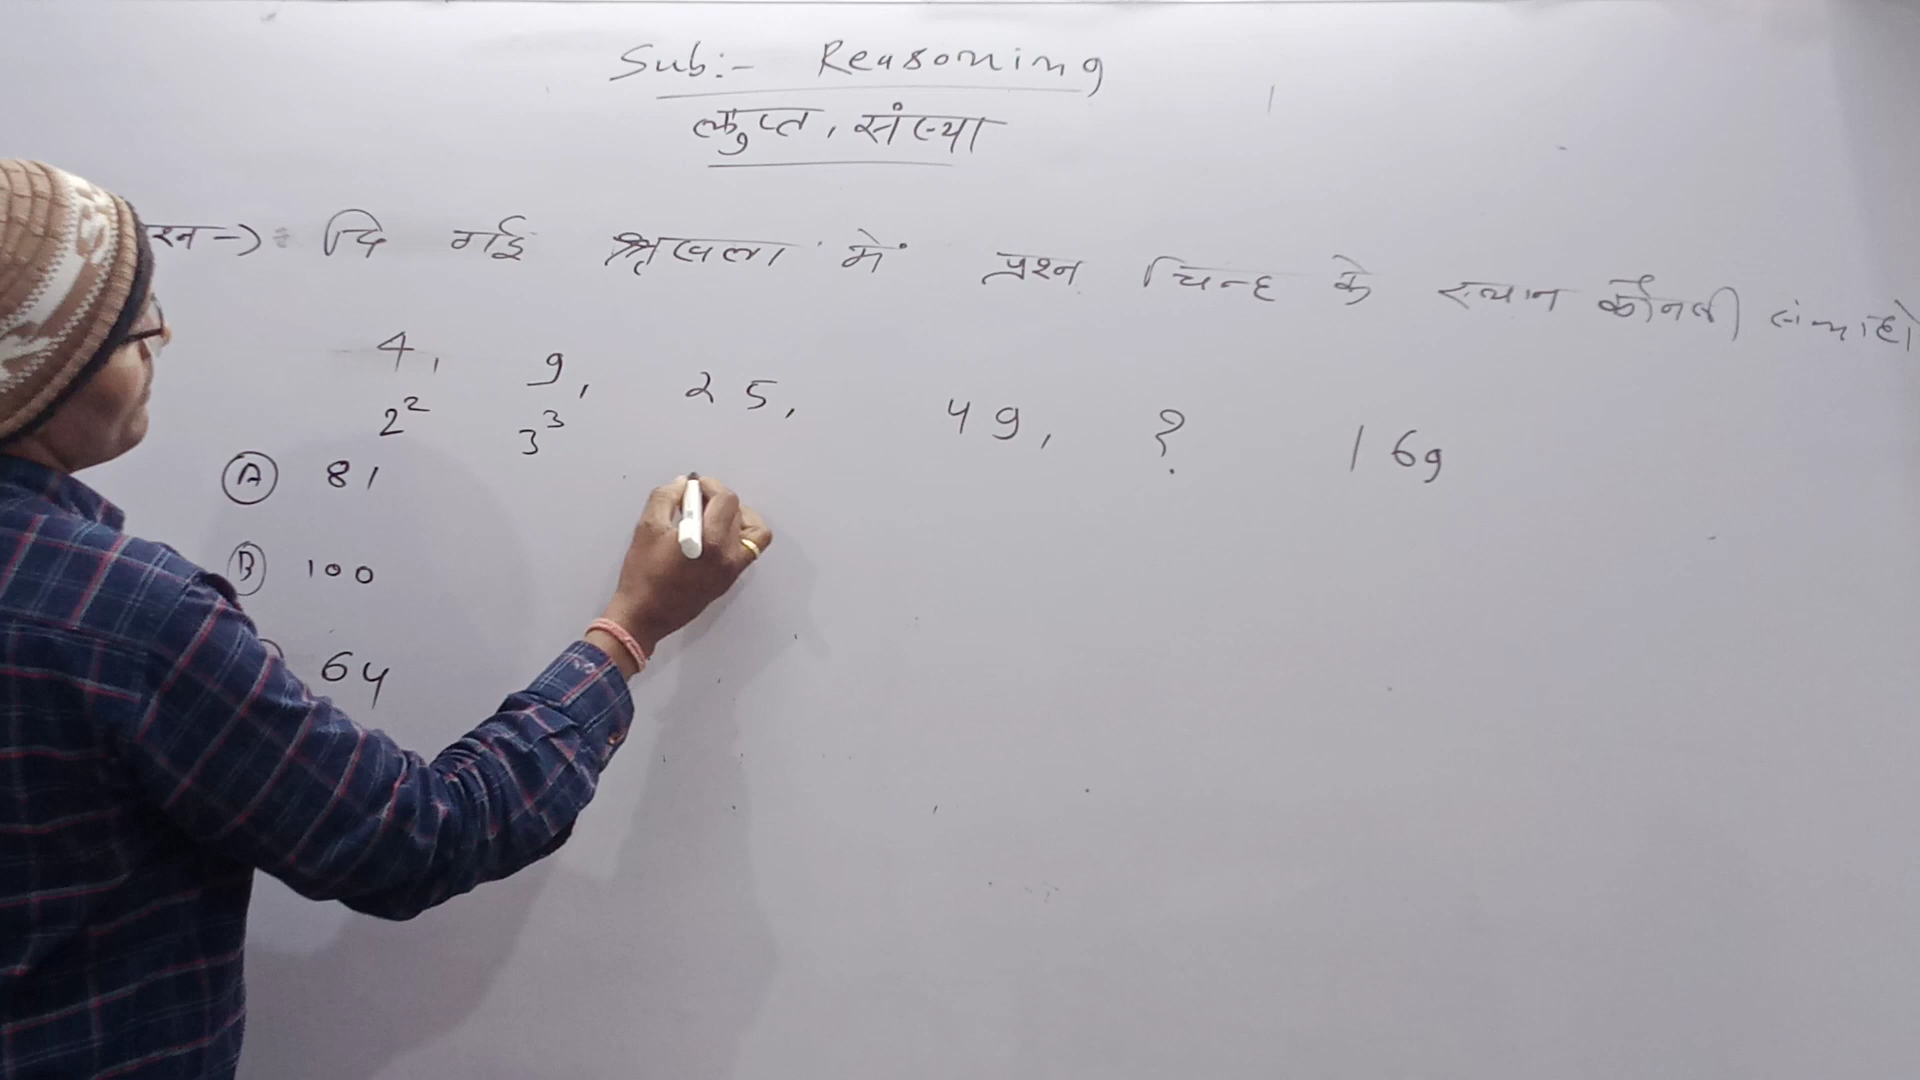 Sub:- Reasoning
लुप्त, संख्या
श्न -> दि गई श्रृखला में प्रश्न चिन्ह के स्थान कौनसी संख्या हो
4, 9, 25, 49, ? 169
2² 3³
(A) 81
(B) 100
64